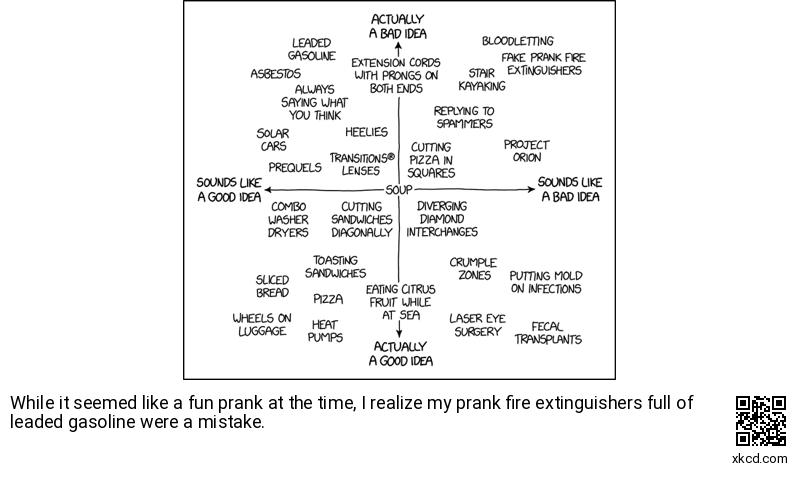 ACTUALLY
A BAD IDEA
LEADED
GASOLINE
BLOODLETTING
EXTENSION CORDS
WITH PRONGS ON
BOTH ENDS
FAKE PRANK FIRE
EXTINGUISHERS
ASBESTOS
STAIR
KAYAKING
ALWAYS
SAYING WHAT
YOU THINK
REPLYING TO
SPAMMERS
SOLAR
CARS
HEELIES
CUTTING
PIZZA IN
SQUARES
PROJECT
ORION
PREQUELS
TRANSITIONS®
LENSES
SOUNDS LIKE
A GOOD IDEA
SOUP
SOUNDS LIKE
A BAD IDEA
COMBO
WASHER
DRYERS
CUTTING
SANDWICHES
DIAGONALLY
DIVERGING
DIAMOND
INTERCHANGES
TOASTING
SANDWICHES
CRUMPLE
ZONES
SLICED
BREAD
PUTTING MOLD
ON INFECTIONS
PIZZA
EATING CITRUS
FRUIT WHILE
AT SEA
WHEELS ON
LUGGAGE
HEAT
PUMPS
LASER EYE
SURGERY
FECAL
TRANSPLANTS
ACTUALLY
A GOOD IDEA
While it seemed like a fun prank at the time, I realize my prank fire extinguishers full of
leaded gasoline were a mistake.
xkcd.com